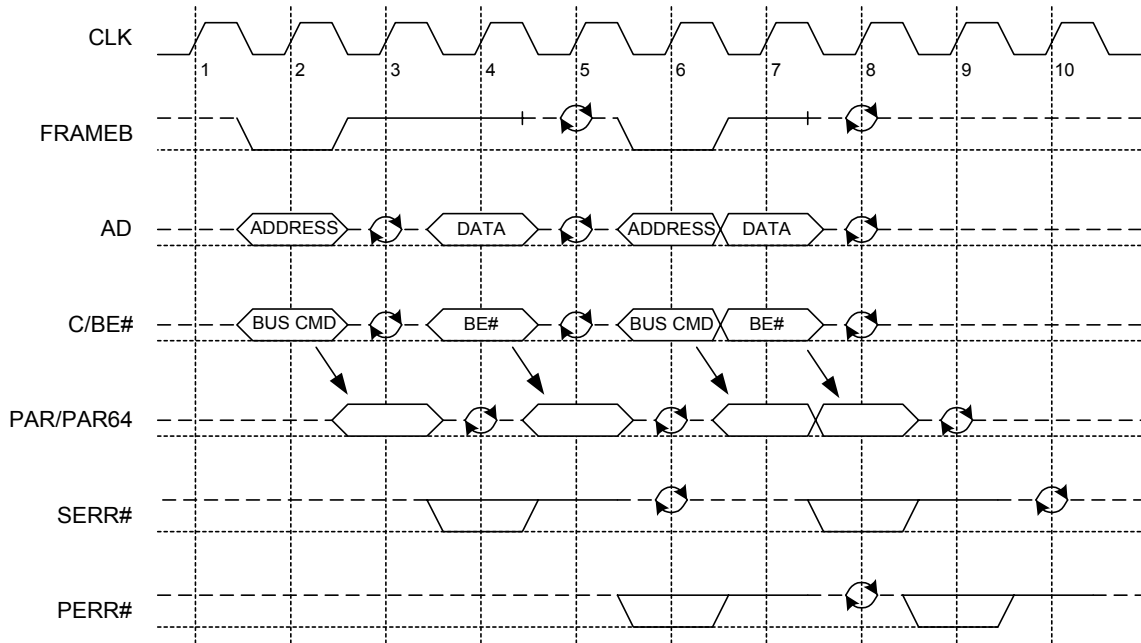 CLK
1 2 3 4 5 6 7 8 9 10
FRAMEB
AD ADDRESS DATA ADDRESS DATA
C/BE# BUS CMD BE# BUS CMD BE#
PAR/PAR64
SERR#
PERR#